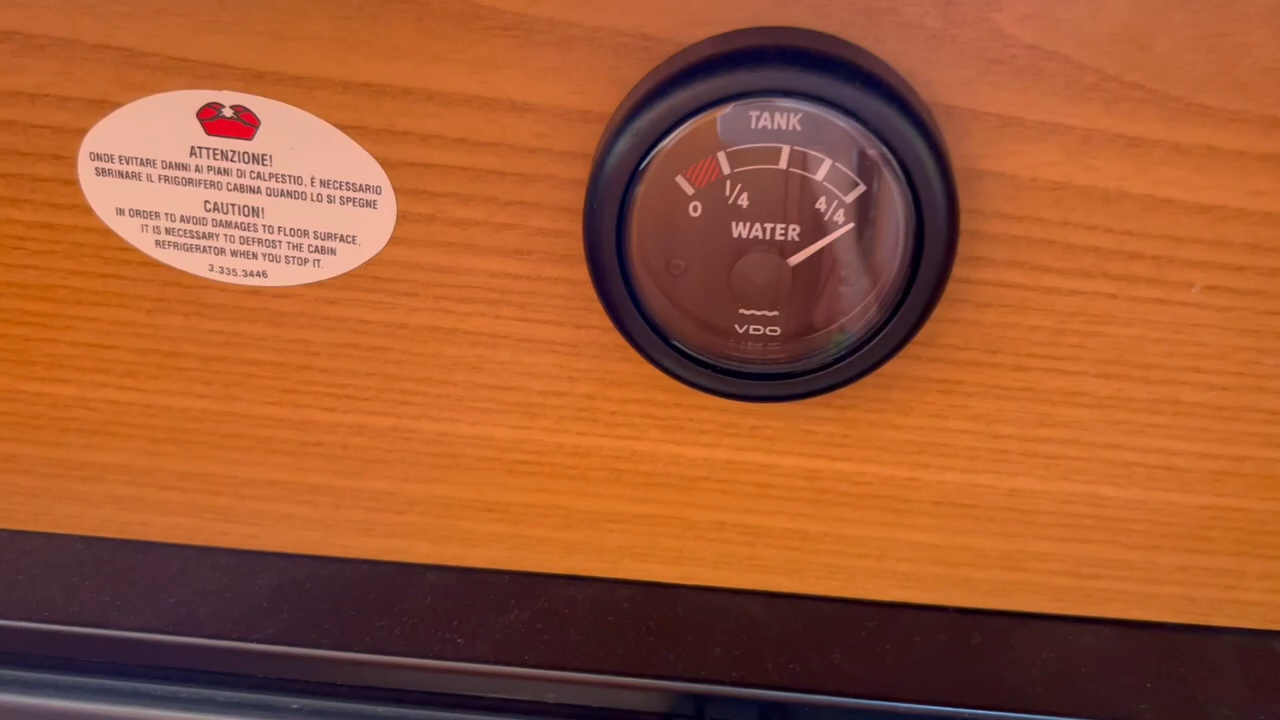 ATTENZIONE!
ONDE EVITARE DANNI AI PIANI DI CALPESTIO, È NECESSARIO
SBRINARE IL FRIGORIFERO CABINA QUANDO LO SI SPEGNE
CAUTION!
IN ORDER TO AVOID DAMAGES TO FLOOR SURFACE,
IT IS NECESSARY TO DEFROST THE CABIN
REFRIGERATOR WHEN YOU STOP IT.
3.335.3446
TANK
0 1/4 4/4
WATER
VDO